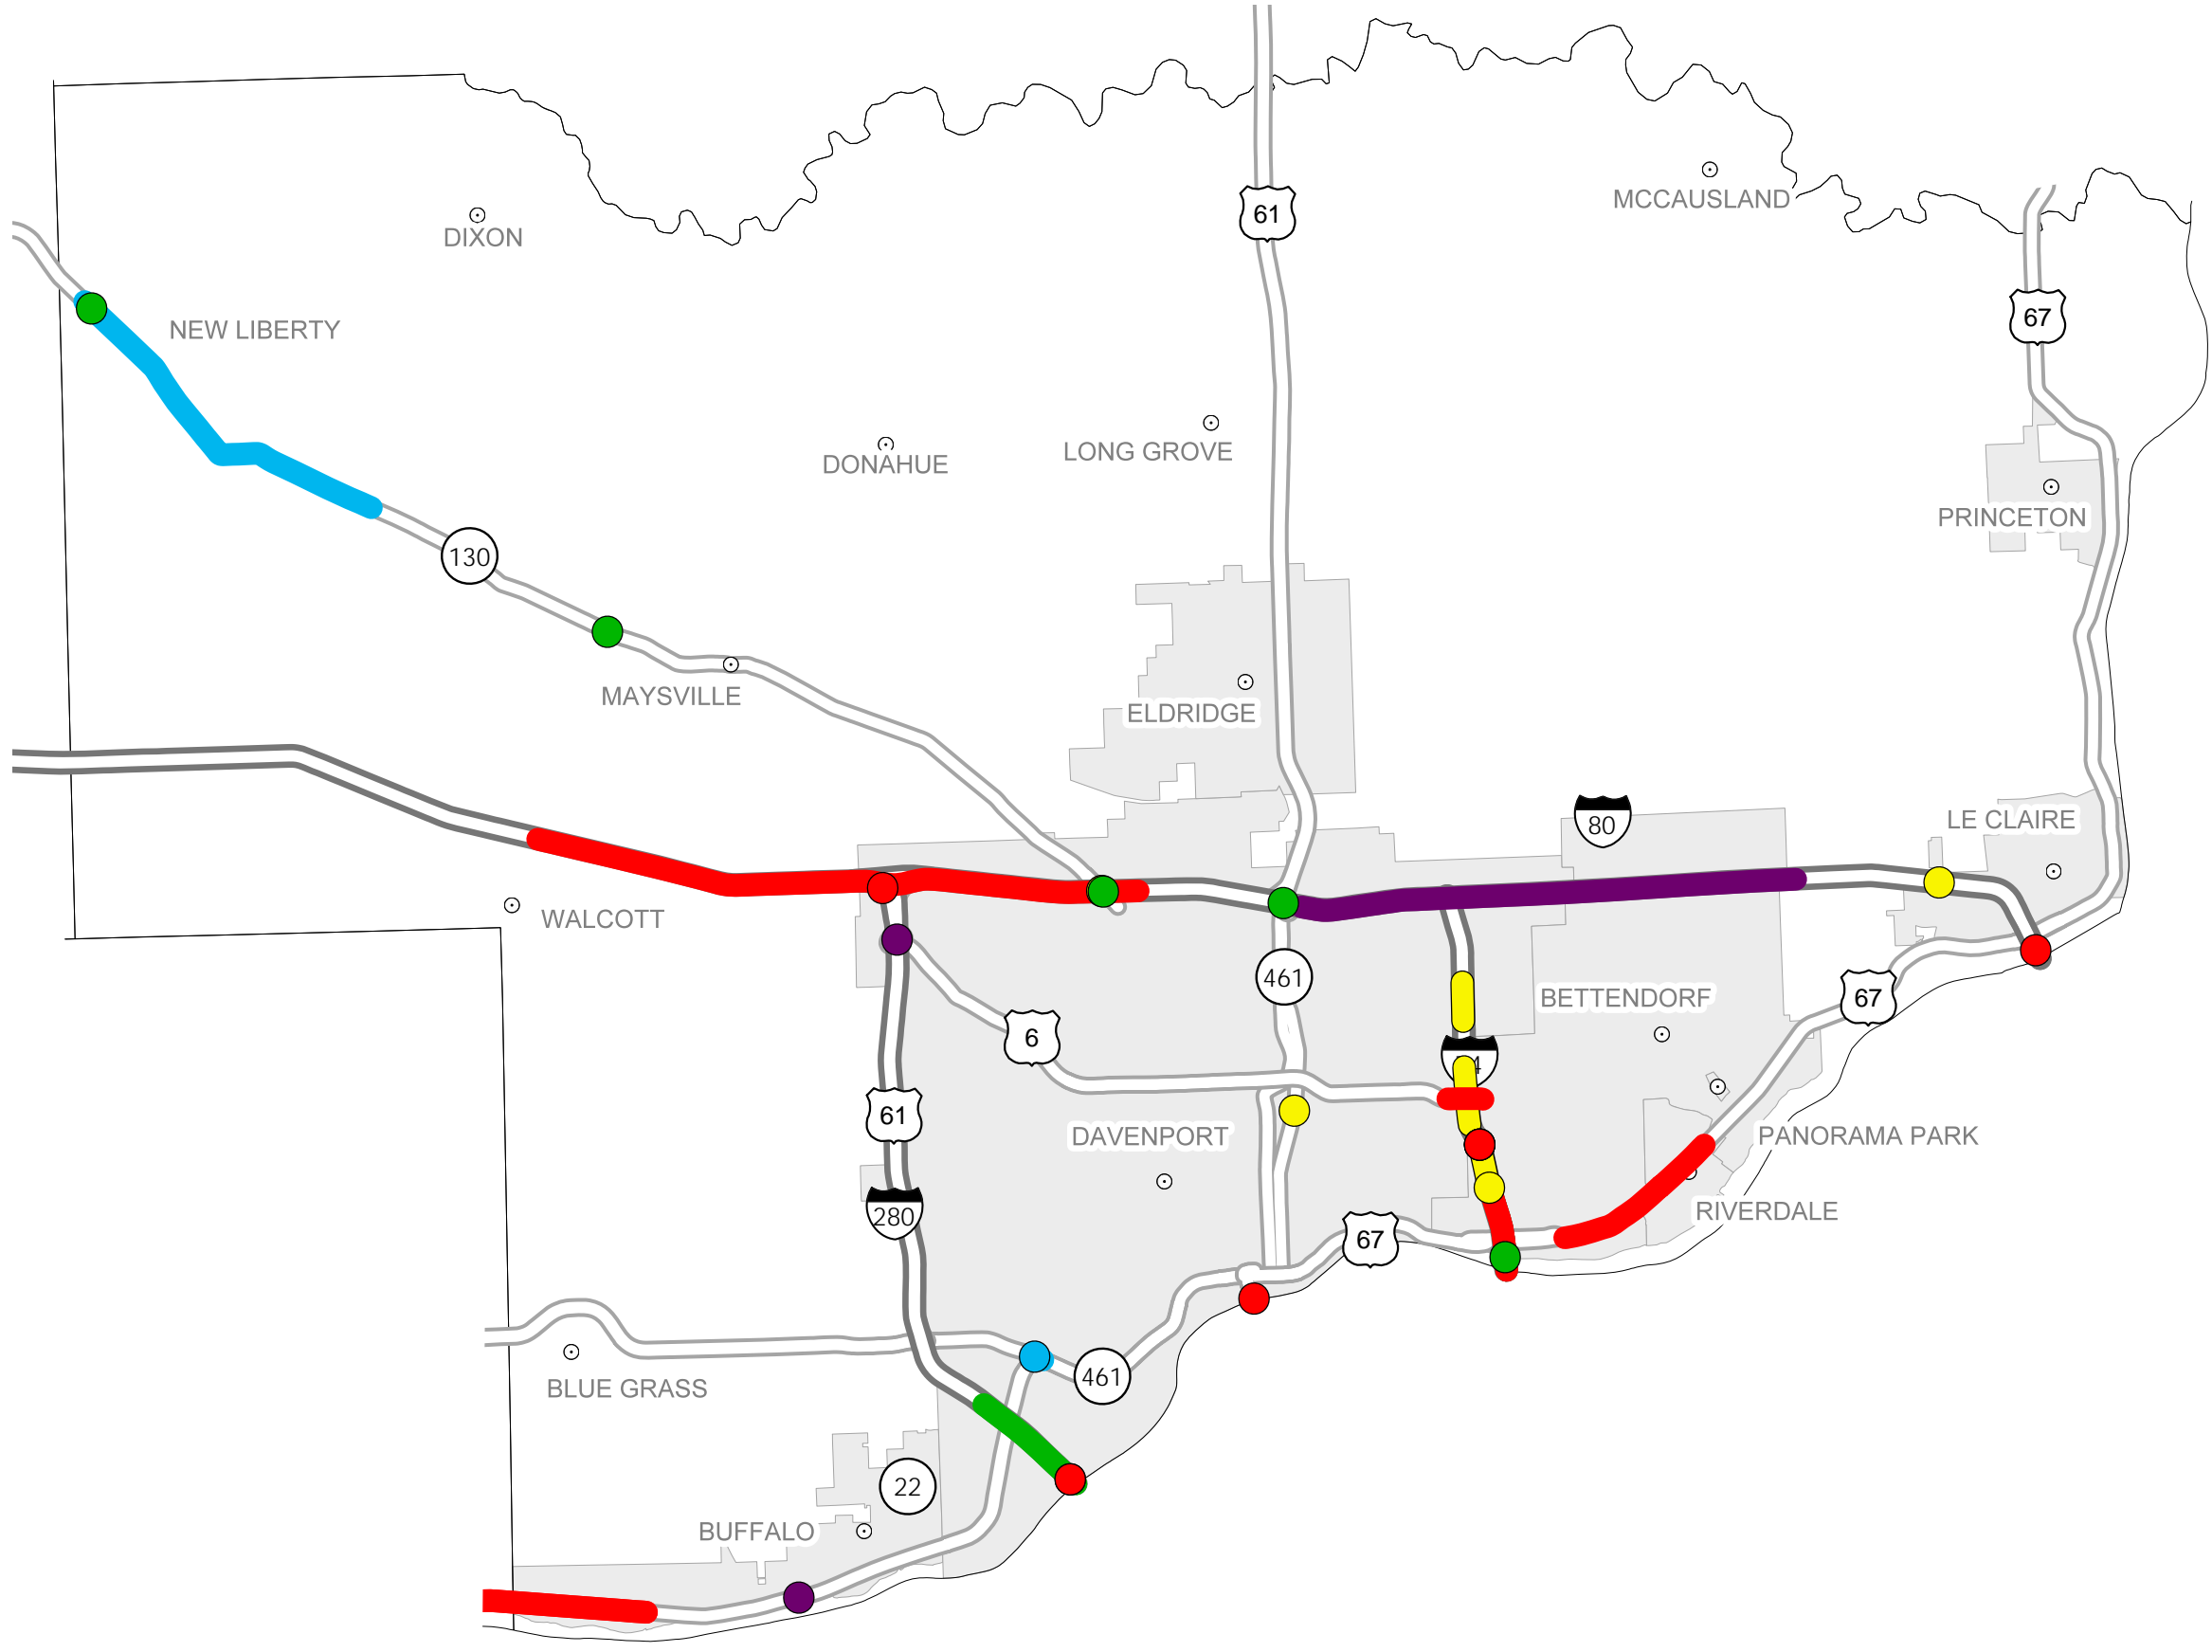 MCCAUSLAND
61
DIXON
67
NEW LIBERTY
LONG GROVE
DONAHUE
PRINCETON
130
MAYSVILLE
ELDRIDGE
LE CLAIRE
80
WALCOTT
461
BETTENDORF
67
6
61
DAVENPORT
PANORAMA PARK
RIVERDALE
280
67
461
BLUE GRASS
22
BUFFALO